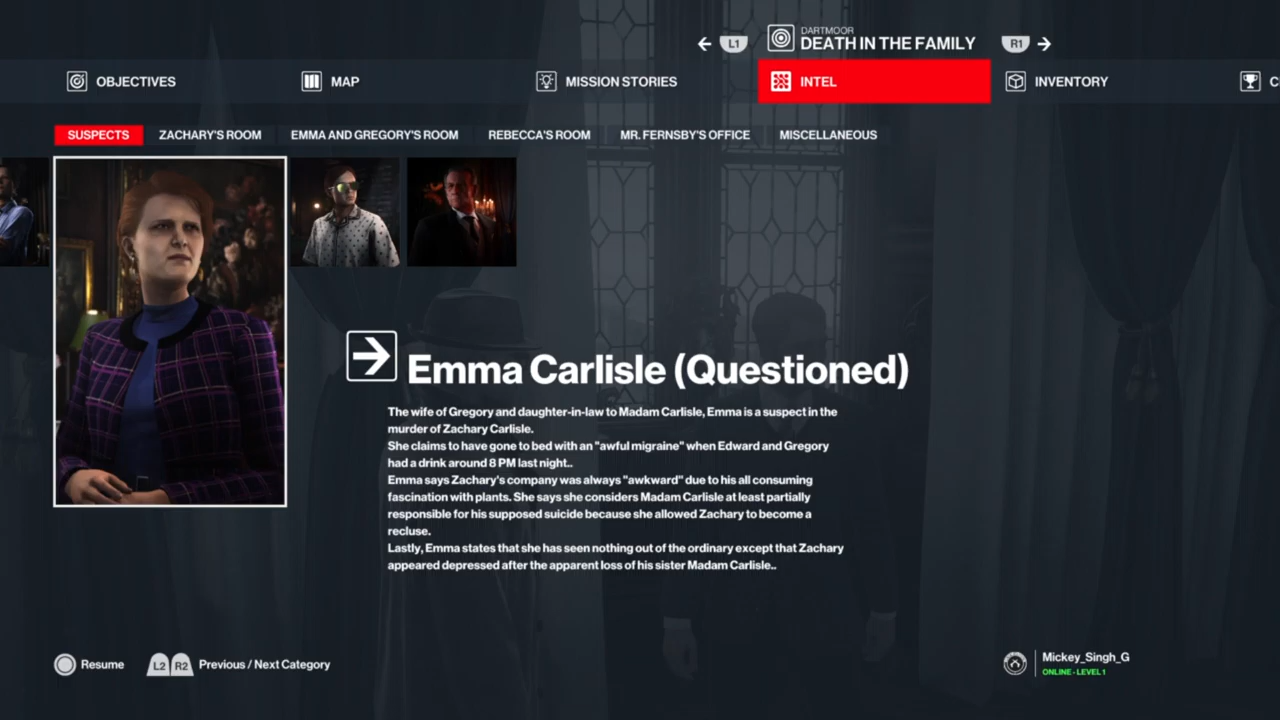 L1
DARTMOOR
DEATH IN THE FAMILY
R1
OBJECTIVES
MAP
MISSION STORIES
INTEL
INVENTORY
C
SUSPECTS
ZACHARY'S ROOM
EMMA AND GREGORY'S ROOM
REBECCA'S ROOM
MR. FERNSBY'S OFFICE
MISCELLANEOUS
Emma Carlisle (Questioned)
The wife of Gregory and daughter-in-law to Madam Carlisle, Emma is a suspect in the
murder of Zachary Carlisle.
She claims to have gone to bed with an "awful migraine" when Edward and Gregory
had a drink around 8 PM last night..
Emma says Zachary's company was always "awkward" due to his all consuming
fascination with plants. She says she considers Madam Carlisle at least partially
responsible for his supposed suicide because she allowed Zachary to become a
recluse.
Lastly, Emma states that she has seen nothing out of the ordinary except that Zachary
appeared depressed after the apparent loss of his sister Madam Carlisle..
Resume
L2 R2 Previous / Next Category
Mickey_Singh_G
ONLINE - LEVEL 1